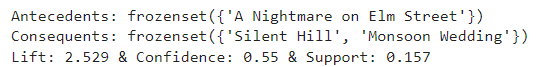 Antecedents: frozenset({'A Nightmare on Elm Street'})
Consequents: frozenset({'Silent Hill', 'Monsoon Wedding'})
Lift: 2.529 & Confidence: 0.55 & Support: 0.157